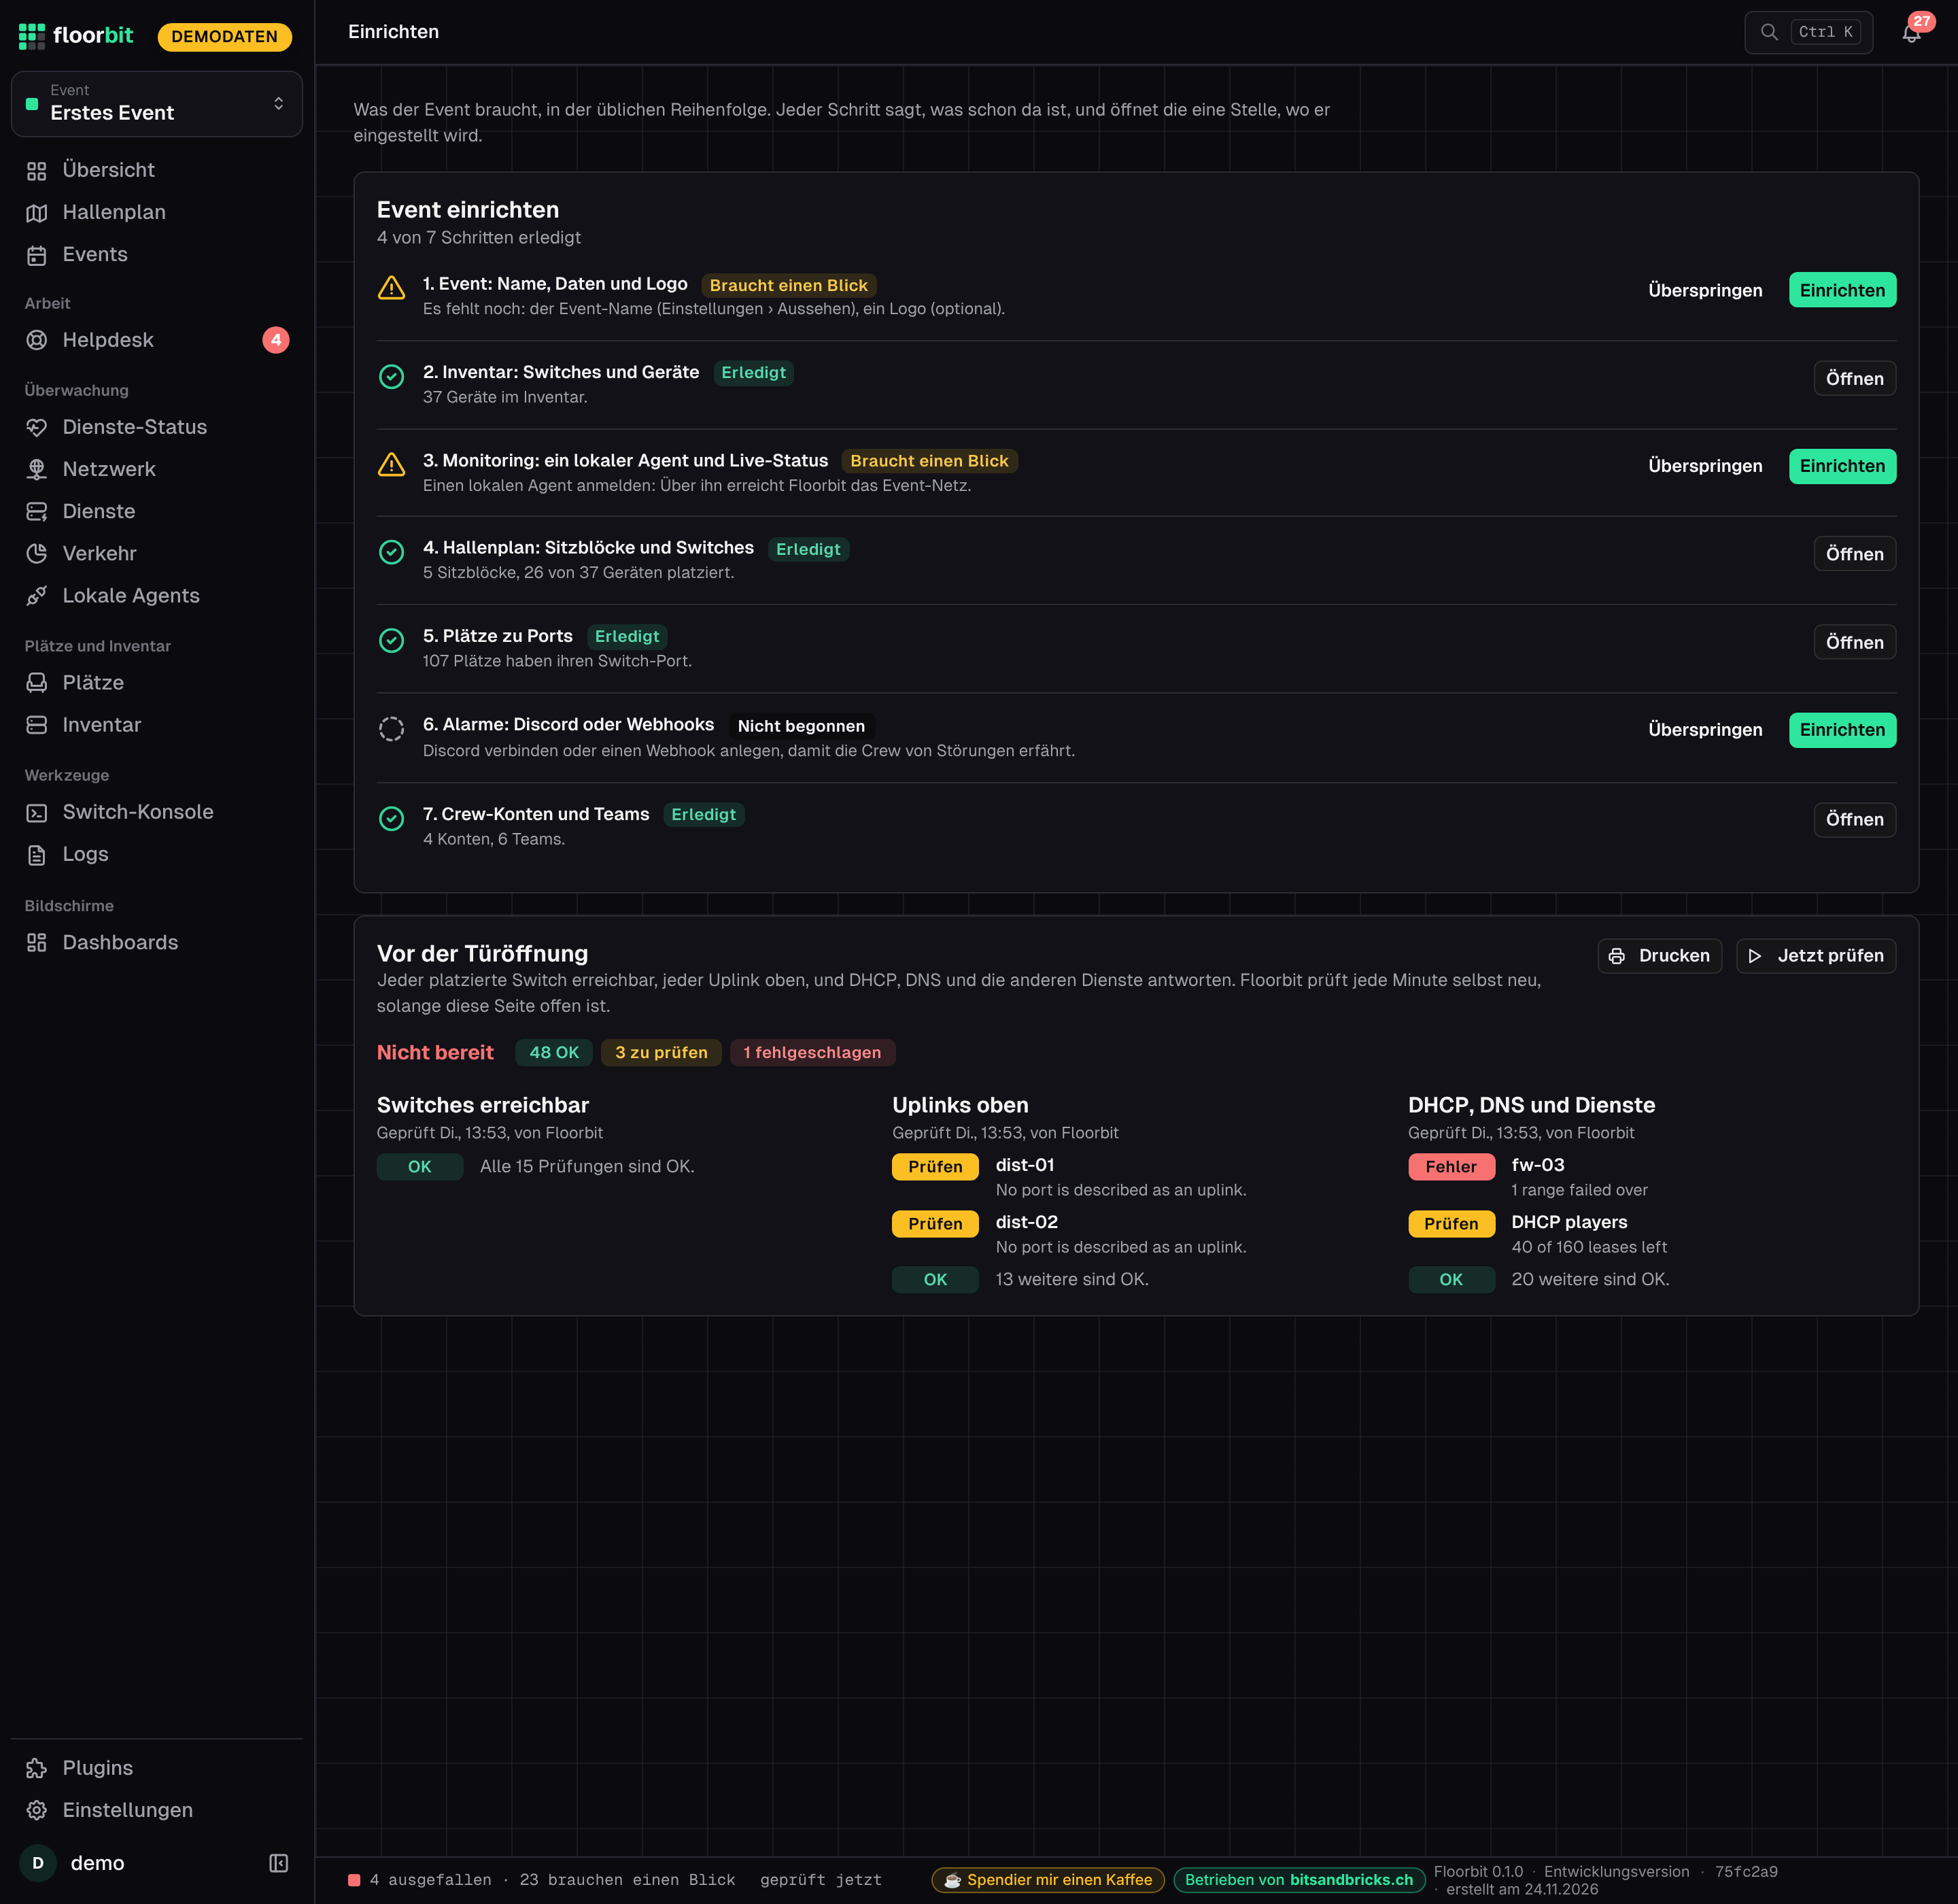 floorbit DEMODATEN
Event
Erstes Event
Übersicht
Hallenplan
Events
Arbeit
Helpdesk 4
Überwachung
Dienste-Status
Netzwerk
Dienste
Verkehr
Lokale Agents
Plätze und Inventar
Plätze
Inventar
Werkzeuge
Switch-Konsole
Logs
Bildschirme
Dashboards
Plugins
Einstellungen
D demo
Einrichten
Ctrl K
27
Was der Event braucht, in der üblichen Reihenfolge. Jeder Schritt sagt, was schon da ist, und öffnet die eine Stelle, wo er
eingestellt wird.
Event einrichten
4 von 7 Schritten erledigt
1. Event: Name, Daten und Logo Braucht einen Blick
Es fehlt noch: der Event-Name (Einstellungen › Aussehen), ein Logo (optional).
Überspringen Einrichten
2. Inventar: Switches und Geräte Erledigt
37 Geräte im Inventar.
Öffnen
3. Monitoring: ein lokaler Agent und Live-Status Braucht einen Blick
Einen lokalen Agent anmelden: Über ihn erreicht Floorbit das Event-Netz.
Überspringen Einrichten
4. Hallenplan: Sitzblöcke und Switches Erledigt
5 Sitzblöcke, 26 von 37 Geräten platziert.
Öffnen
5. Plätze zu Ports Erledigt
107 Plätze haben ihren Switch-Port.
Öffnen
6. Alarme: Discord oder Webhooks Nicht begonnen
Discord verbinden oder einen Webhook anlegen, damit die Crew von Störungen erfährt.
Überspringen Einrichten
7. Crew-Konten und Teams Erledigt
4 Konten, 6 Teams.
Öffnen
Vor der Türöffnung
Drucken Jetzt prüfen
Jeder platzierte Switch erreichbar, jeder Uplink oben, und DHCP, DNS und die anderen Dienste antworten. Floorbit prüft jede Minute selbst neu,
solange diese Seite offen ist.
Nicht bereit 48 OK 3 zu prüfen 1 fehlgeschlagen
Switches erreichbar
Geprüft Di., 13:53, von Floorbit
OK Alle 15 Prüfungen sind OK.
Uplinks oben
Geprüft Di., 13:53, von Floorbit
Prüfen dist-01
No port is described as an uplink.
Prüfen dist-02
No port is described as an uplink.
OK 13 weitere sind OK.
DHCP, DNS und Dienste
Geprüft Di., 13:53, von Floorbit
Fehler fw-03
1 range failed over
Prüfen DHCP players
40 of 160 leases left
OK 20 weitere sind OK.
4 ausgefallen · 23 brauchen einen Blick geprüft jetzt
☕ Spendier mir einen Kaffee
Betrieben von bitsandbricks.ch
Floorbit 0.1.0 · Entwicklungsversion · 75fc2a9
· erstellt am 24.11.2026